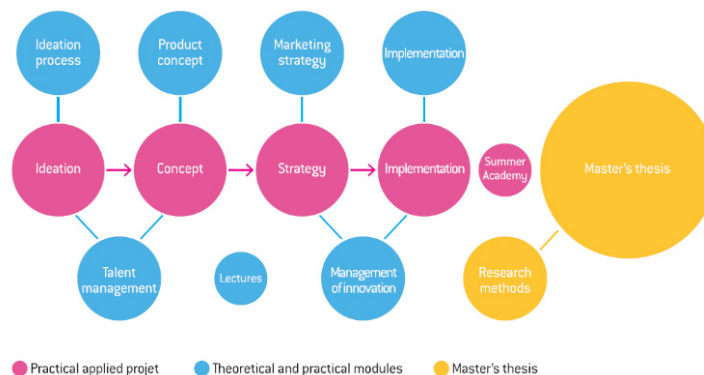 Ideation
process
Product
concept
Marketing
strategy
Implementation
Ideation
Concept
Strategy
Implementation
Summer
Academy
Master's thesis
Talent
management
Lectures
Management
of innovation
Research
methods
Practical applied projet
Theoretical and practical modules
Master's thesis